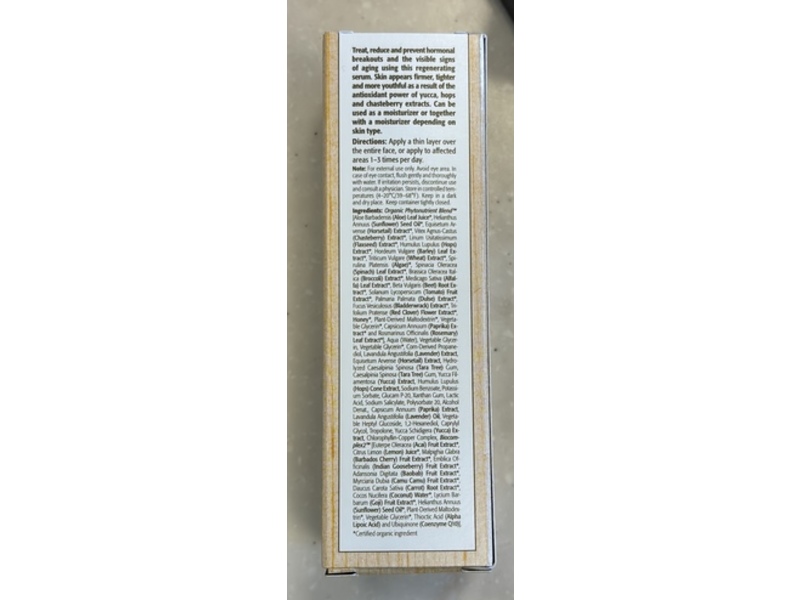 Treat, reduce and prevent hormonal
breakouts and the visible signs
of aging using this regenerating
serum. Skin appears firmer, tighter
and more youthful as a result of the
antioxidant power of yucca, hops
and chasteberry extracts. Can be
used as a moisturizer or together
with a moisturizer depending on
skin type.
Directions: Apply a thin layer over
the entire face, or apply to affected
areas 1–3 times per day.
Note: For external use only. Avoid eye area. In
case of eye contact, flush gently and thoroughly
with water. If irritation persists, discontinue use
and consult a physician. Store in controlled tem-
peratures (4–20°C/39–68°F). Keep in a dark
and dry place. Keep container tightly closed.
Ingredients: Organic Phytonutrient Blend™
[Aloe Barbadensis (Aloe) Leaf Juice*, Helianthus
Annuus (Sunflower) Seed Oil*, Equisetum Ar-
vense (Horsetail) Extract*, Vitex Agnus-Castus
(Chasteberry) Extract*, Linum Usitatissimum
(Flaxseed) Extract*, Humulus Lupulus (Hops)
Extract*, Hordeum Vulgare (Barley) Leaf Ex-
tract*, Triticum Vulgare (Wheat) Extract*, Spi-
rulina Platensis (Algae)*, Spinacia Oleracea
(Spinach) Leaf Extract*, Brassica Oleracea Ital-
ica (Broccoli) Extract*, Medicago Sativa (Alfal-
fa) Leaf Extract*, Beta Vulgaris (Beet) Root Ex-
tract*, Solanum Lycopersicum (Tomato) Fruit
Extract*, Palmaria Palmata (Dulse) Extract*,
Fucus Vesiculosus (Bladderwrack) Extract*, Tri-
folium Pratense (Red Clover) Flower Extract*,
Honey*, Plant-Derived Maltodextrin*, Vegeta-
ble Glycerin*, Capsicum Annuum (Paprika) Ex-
tract* and Rosmarinus Officinalis (Rosemary)
Leaf Extract*], Aqua (Water), Vegetable Glycer-
in, Vegetable Glycerin*, Corn-Derived Propane-
diol, Lavandula Angustifolia (Lavender) Extract,
Equisetum Arvense (Horsetail) Extract, Hydro-
lyzed Caesalpinia Spinosa (Tara Tree) Gum,
Caesalpinia Spinosa (Tara Tree) Gum, Yucca Fil-
amentosa (Yucca) Extract, Humulus Lupulus
(Hops) Cone Extract, Sodium Benzoate, Potassi-
um Sorbate, Glucam P-20, Xanthan Gum, Lactic
Acid, Sodium Salicylate, Polysorbate 20, Alcohol
Denat., Capsicum Annuum (Paprika) Extract,
Lavandula Angustifolia (Lavender) Oil, Vegeta-
ble Heptyl Glucoside, 1,2-Hexanediol, Caprylyl
Glycol, Tropolone, Yucca Schidigera (Yucca) Ex-
tract, Chlorophyllin-Copper Complex, Biocom-
plex2™ [Euterpe Oleracea (Acai) Fruit Extract*,
Citrus Limon (Lemon) Juice*, Malpighia Glabra
(Barbados Cherry) Fruit Extract*, Emblica Of-
ficinalis (Indian Gooseberry) Fruit Extract*,
Adansonia Digitata (Baobab) Fruit Extract*,
Myrciaria Dubia (Camu Camu) Fruit Extract*,
Daucus Carota Sativa (Carrot) Root Extract*,
Cocos Nucifera (Coconut) Water*, Lycium Bar-
barum (Goji) Fruit Extract*, Helianthus Annuus
(Sunflower) Seed Oil*, Plant Derived Maltodex-
trin*, Vegetable Glycerin*, Thioctic Acid (Alpha
Lipoic Acid) and Ubiquinone (Coenzyme Q10)].
*Certified organic ingredient